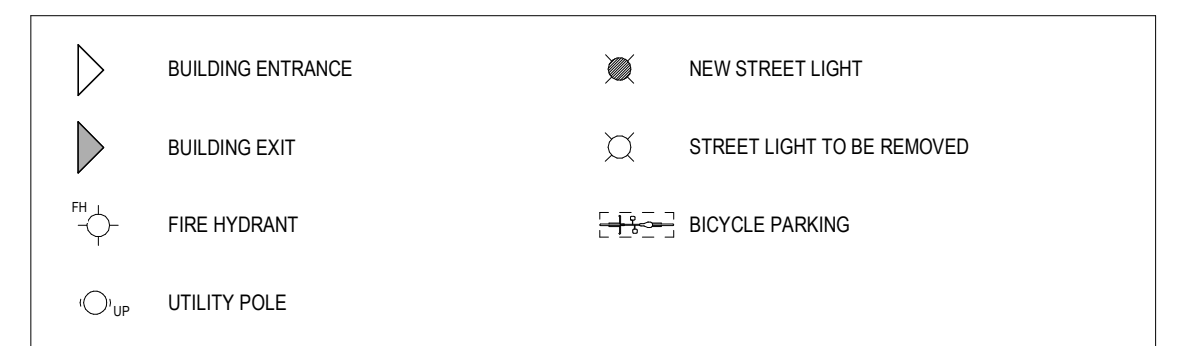 BUILDING ENTRANCE
BUILDING EXIT
FH
FIRE HYDRANT
UP
UTILITY POLE
NEW STREET LIGHT
STREET LIGHT TO BE REMOVED
BICYCLE PARKING